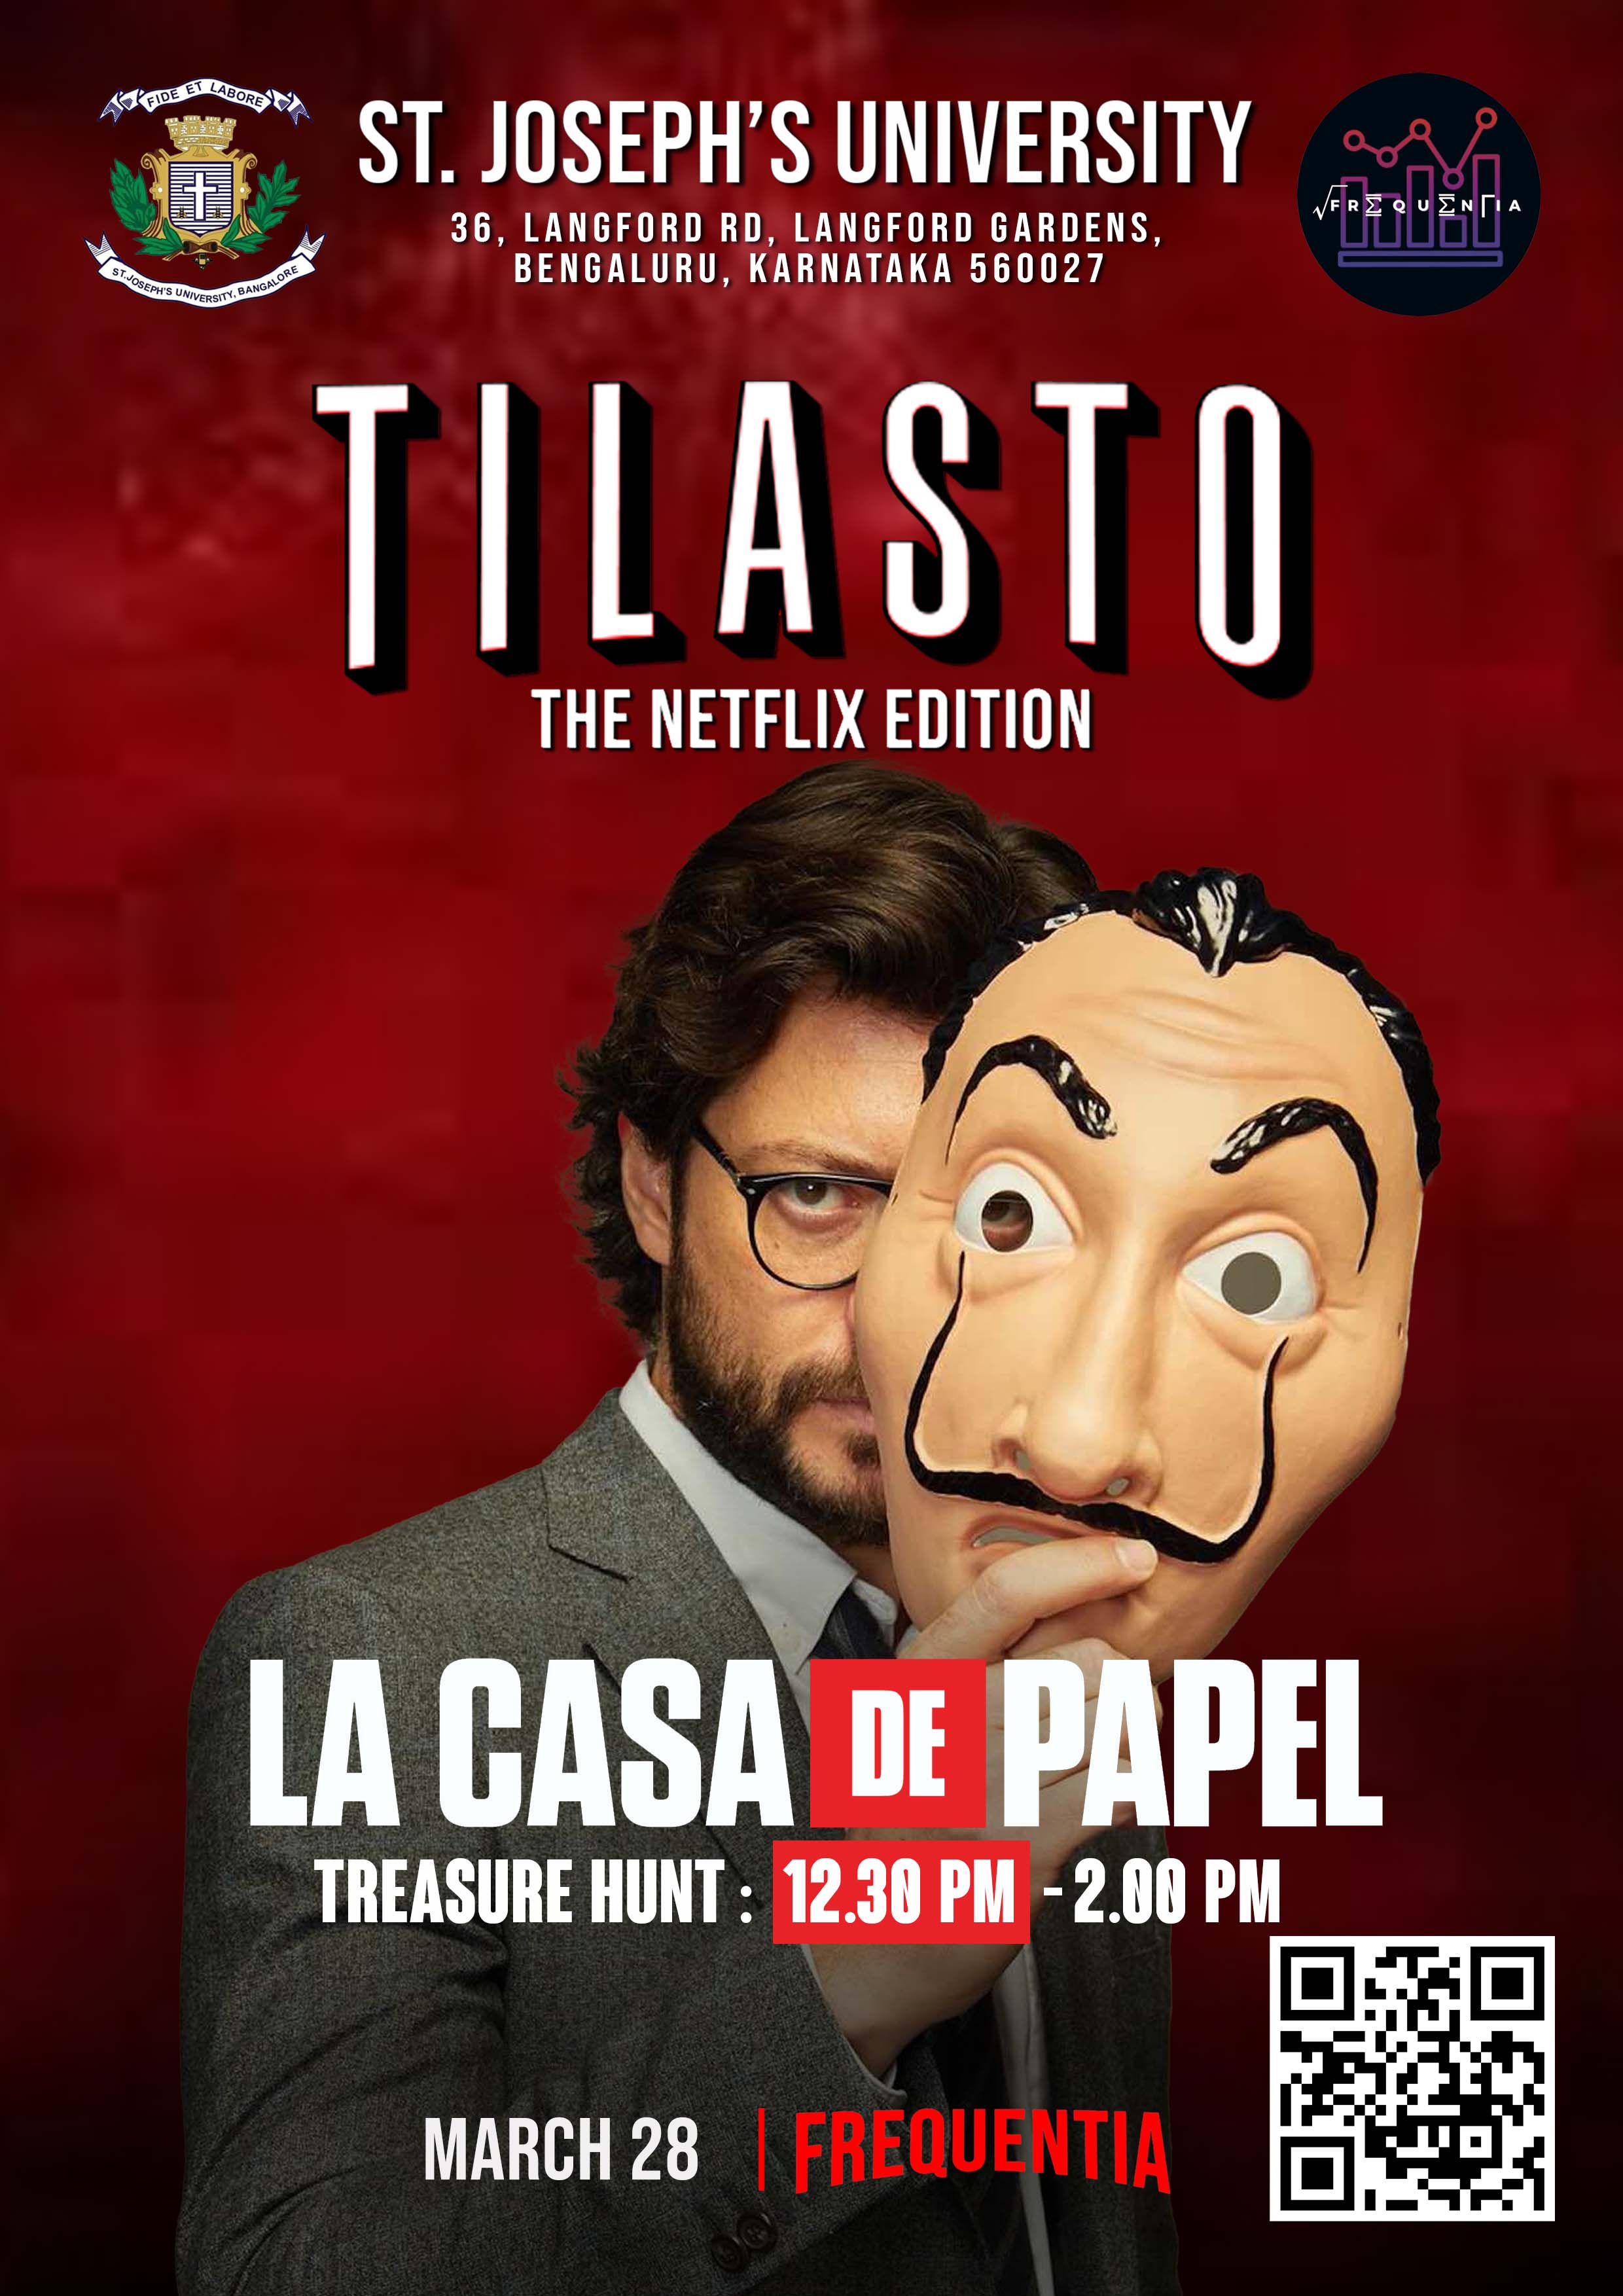 FIDE ET LABORE
ST. JOSEPH'S UNIVERSITY, BANGALORE
ST. JOSEPH'S UNIVERSITY
36, LANGFORD RD, LANGFORD GARDENS,
BENGALURU, KARNATAKA 560027
√FRΣQUΣNΓIA
TILASTO
THE NETFLIX EDITION
LA CASA DE PAPEL
TREASURE HUNT : 12.30 PM - 2.00 PM
MARCH 28 | FREQUENTIA